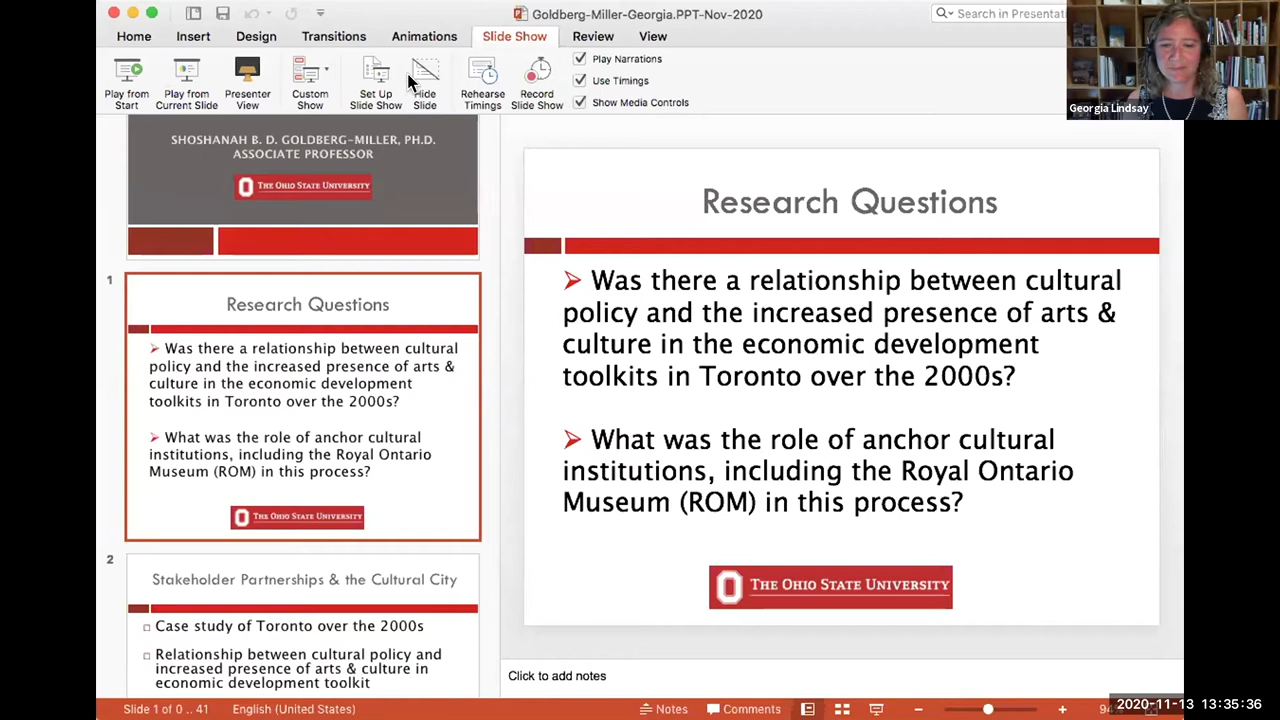 Goldberg-Miller-Georgia.PPT-Nov-2020
Search in Presentati
Home Insert Design Transitions Animations Slide Show Review View
Play from Start
Play from Current Slide
Presenter View
Custom Show
Set Up Slide Show
Hide Slide
Rehearse Timings
Record Slide Show
Play Narrations
Use Timings
Show Media Controls
Georgia Lindsay
SHOSHANAH B. D. GOLDBERG-MILLER, PH.D.
ASSOCIATE PROFESSOR
THE OHIO STATE UNIVERSITY
1
Research Questions
Was there a relationship between cultural
policy and the increased presence of arts &
culture in the economic development
toolkits in Toronto over the 2000s?
What was the role of anchor cultural
institutions, including the Royal Ontario
Museum (ROM) in this process?
THE OHIO STATE UNIVERSITY
2
Stakeholder Partnerships & the Cultural City
Case study of Toronto over the 2000s
Relationship between cultural policy and
increased presence of arts & culture in
economic development toolkit
Research Questions
Was there a relationship between cultural
policy and the increased presence of arts &
culture in the economic development
toolkits in Toronto over the 2000s?
What was the role of anchor cultural
institutions, including the Royal Ontario
Museum (ROM) in this process?
THE OHIO STATE UNIVERSITY
Click to add notes
Slide 1 of 0 .. 41 English (United States) Notes Comments
2020-11-13 13:35:36